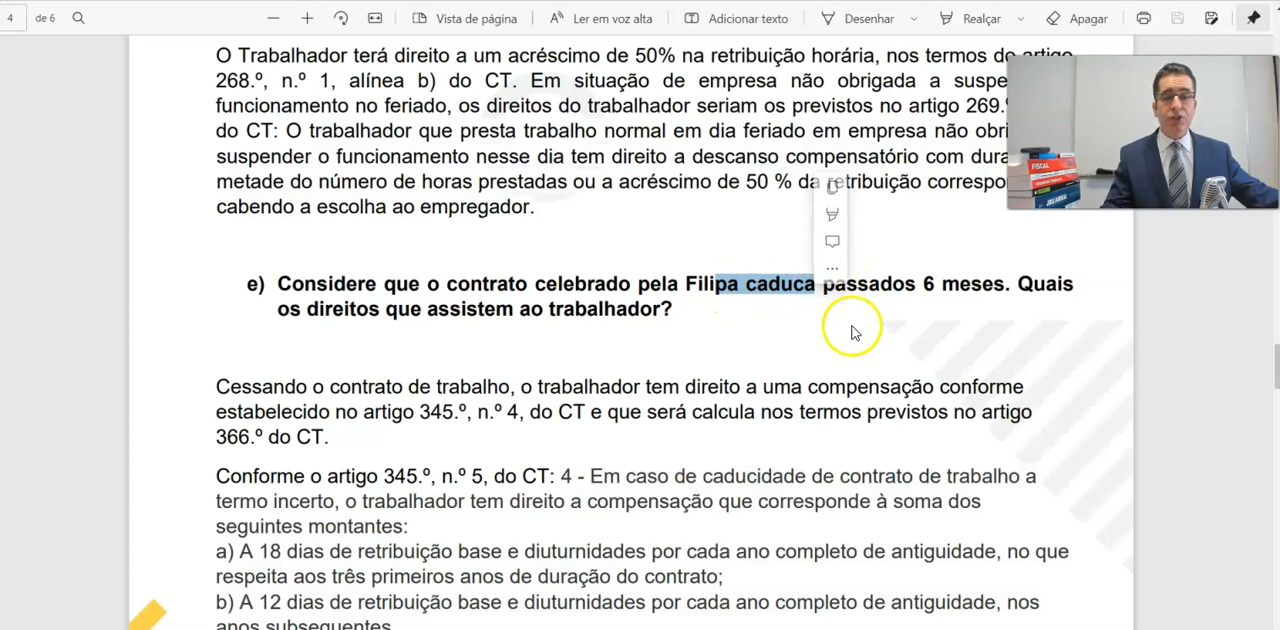 4 de 6 Vista de página Ler em voz alta Adicionar texto Desenhar Realçar Apagar
O Trabalhador terá direito a um acréscimo de 50% na retribuição horária, nos termos do artigo
268.º, n.º 1, alínea b) do CT. Em situação de empresa não obrigada a suspe
funcionamento no feriado, os direitos do trabalhador seriam os previstos no artigo 269.º
do CT: O trabalhador que presta trabalho normal em dia feriado em empresa não obri
suspender o funcionamento nesse dia tem direito a descanso compensatório com dura
metade do número de horas prestadas ou a acréscimo de 50 % da retribuição correspo
cabendo a escolha ao empregador.
FISCAL
e) Considere que o contrato celebrado pela Filipa caduca passados 6 meses. Quais
os direitos que assistem ao trabalhador?
Cessando o contrato de trabalho, o trabalhador tem direito a uma compensação conforme
estabelecido no artigo 345.º, n.º 4, do CT e que será calcula nos termos previstos no artigo
366.º do CT.
Conforme o artigo 345.º, n.º 5, do CT: 4 - Em caso de caducidade de contrato de trabalho a
termo incerto, o trabalhador tem direito a compensação que corresponde à soma dos
seguintes montantes:
a) A 18 dias de retribuição base e diuturnidades por cada ano completo de antiguidade, no que
respeita aos três primeiros anos de duração do contrato;
b) A 12 dias de retribuição base e diuturnidades por cada ano completo de antiguidade, nos
anos subsequentes